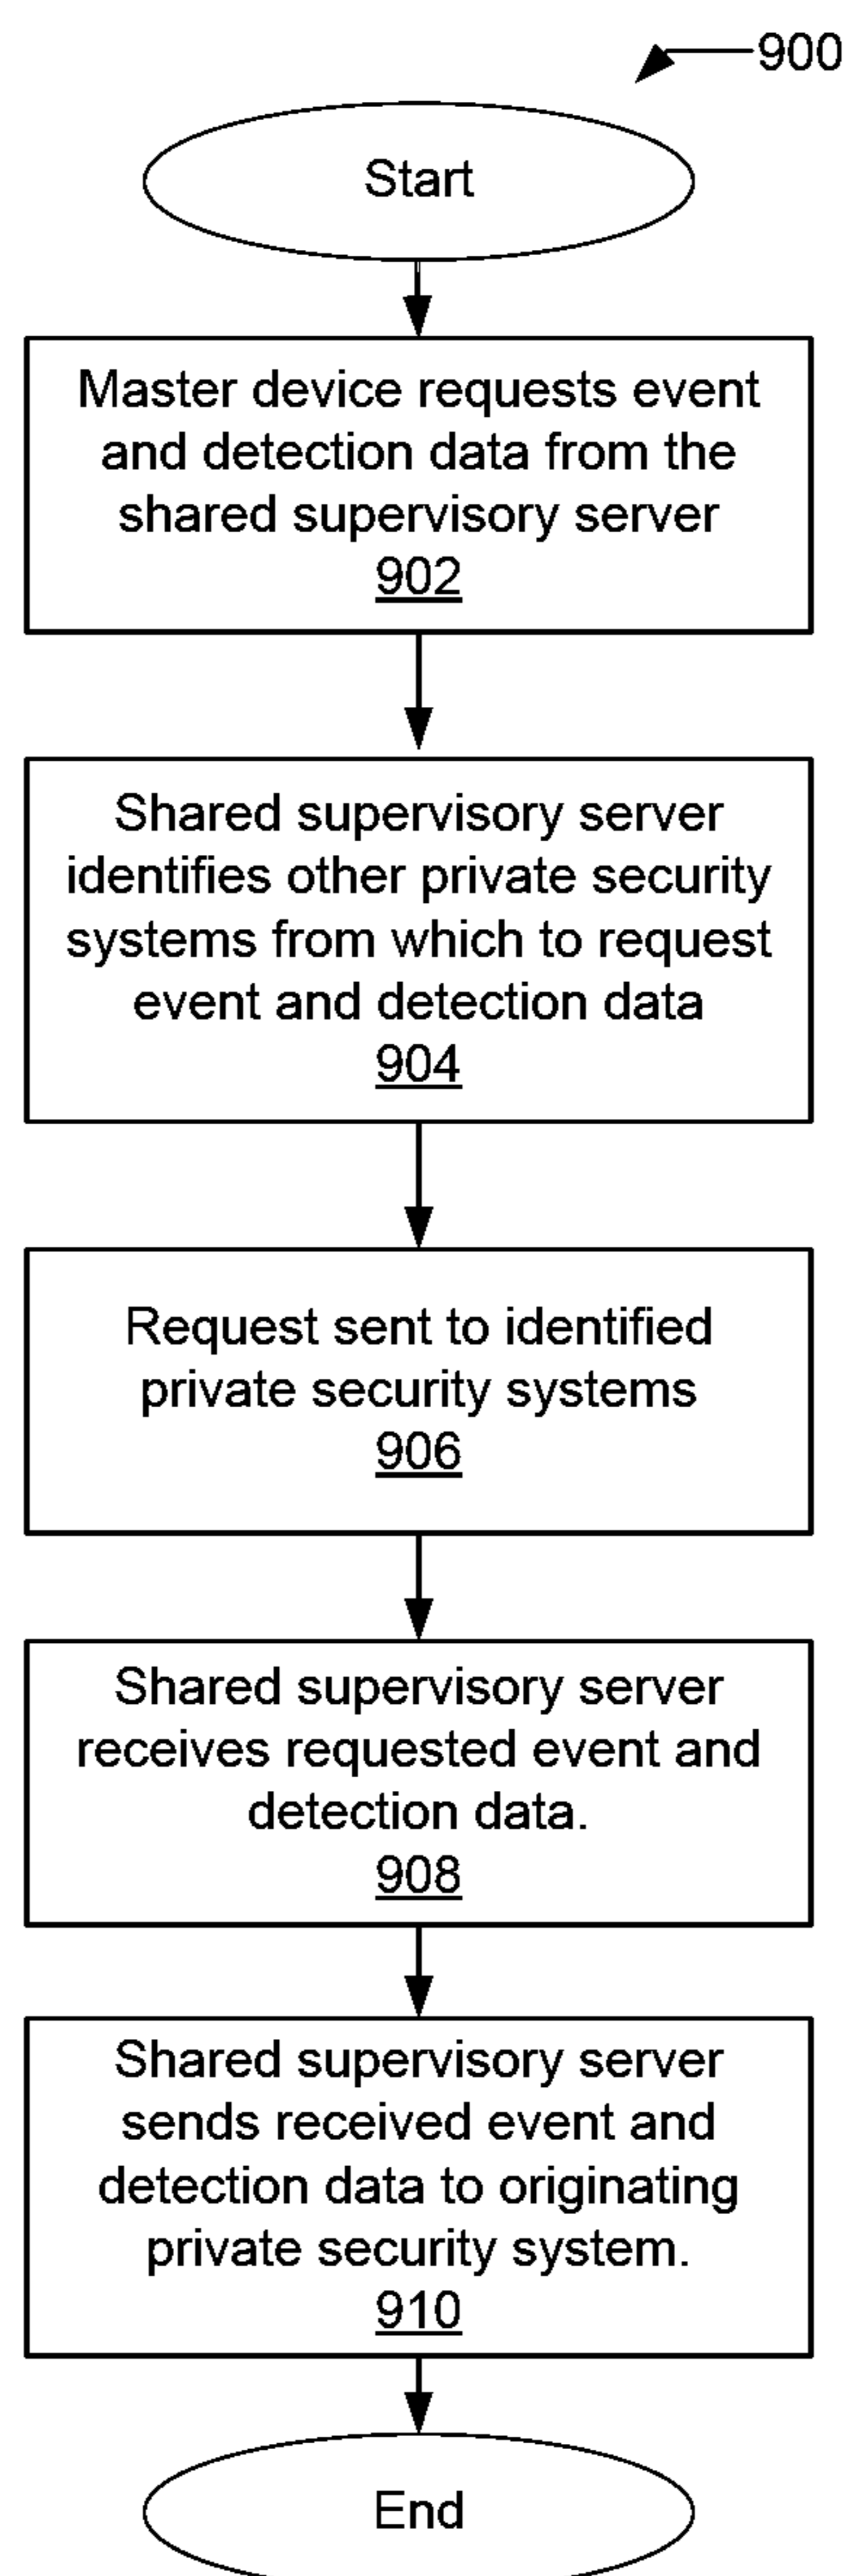 900
Start
Master device requests event
and detection data from the
shared supervisory server
902
Shared supervisory server
identifies other private security
systems from which to request
event and detection data
904
Request sent to identified
private security systems
906
Shared supervisory server
receives requested event and
detection data.
908
Shared supervisory server
sends received event and
detection data to originating
private security system.
910
End